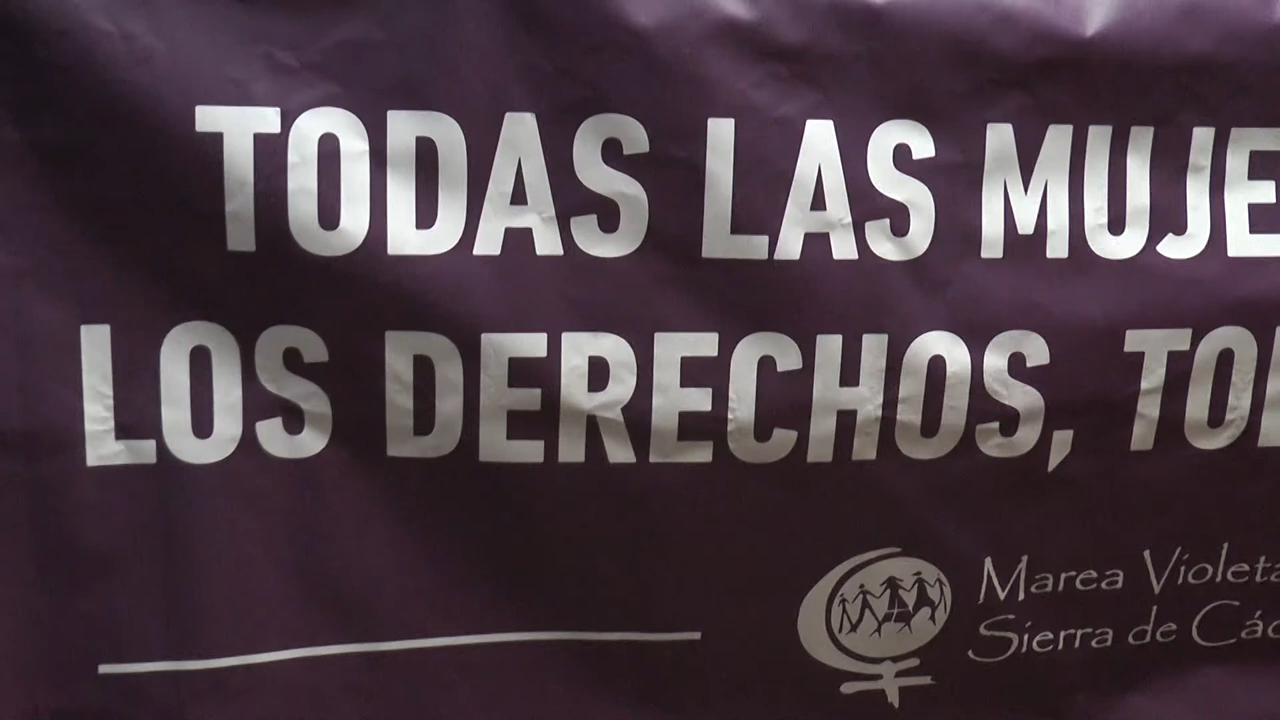 TODAS LAS MUJE
LOS DERECHOS, TO
Marea Violeta
Sierra de Các